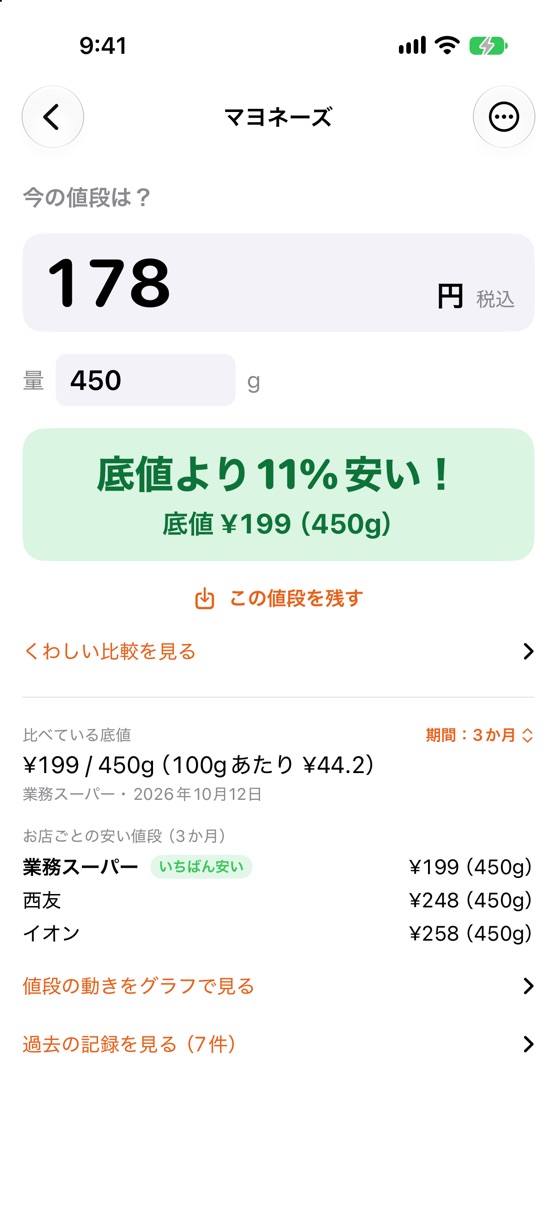 9:41
マヨネーズ
今の値段は？
178 円 税込
量 450 g
底値より11%安い！
底値 ¥199（450g）
この値段を残す
くわしい比較を見る
比べている底値 期間：3か月
¥199 / 450g（100gあたり ¥44.2）
業務スーパー・2026年10月12日
お店ごとの安い値段（3か月）
業務スーパー いちばん安い ¥199（450g）
西友 ¥248（450g）
イオン ¥258（450g）
値段の動きをグラフで見る
過去の記録を見る（7件）